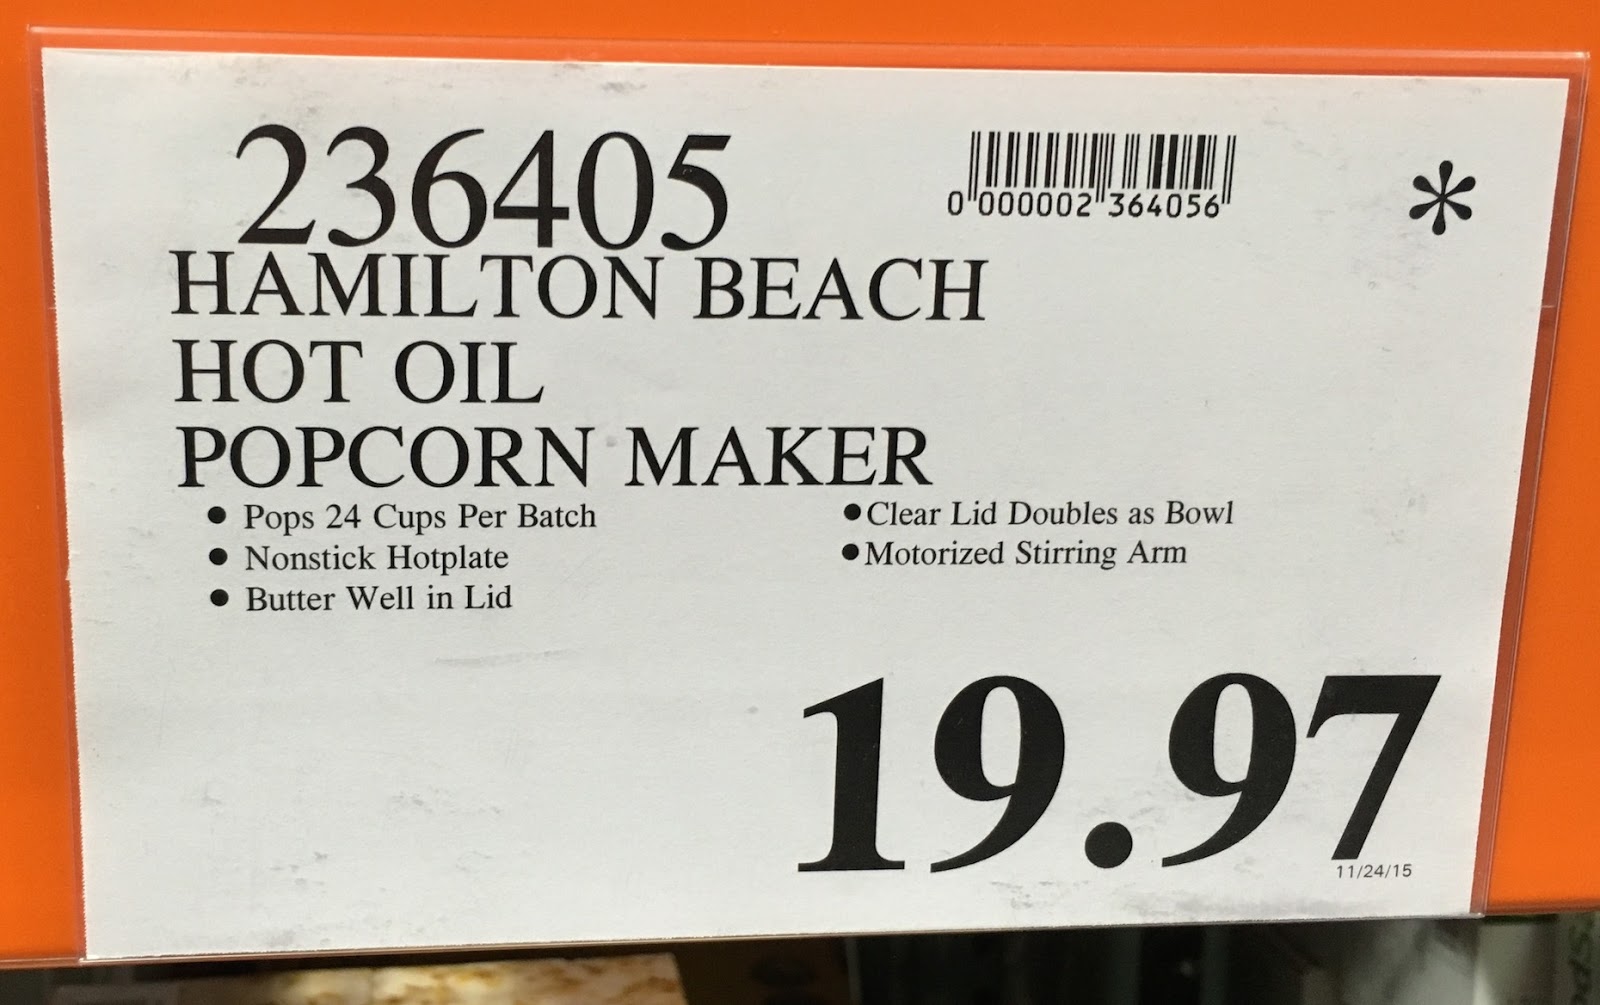 236405
0 000002 364056
*
HAMILTON BEACH
HOT OIL
POPCORN MAKER
● Pops 24 Cups Per Batch
● Nonstick Hotplate
● Butter Well in Lid
● Clear Lid Doubles as Bowl
● Motorized Stirring Arm
19.97
11/24/15